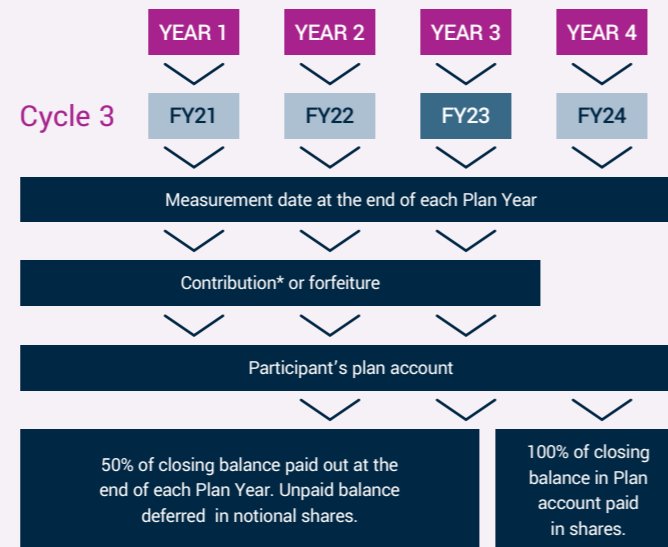 YEAR 1 YEAR 2 YEAR 3 YEAR 4
Cycle 3 FY21 FY22 FY23 FY24
Measurement date at the end of each Plan Year
Contribution* or forfeiture
Participant’s plan account
50% of closing balance paid out at the
end of each Plan Year. Unpaid balance
deferred in notional shares.
100% of closing
balance in Plan
account paid
in shares.